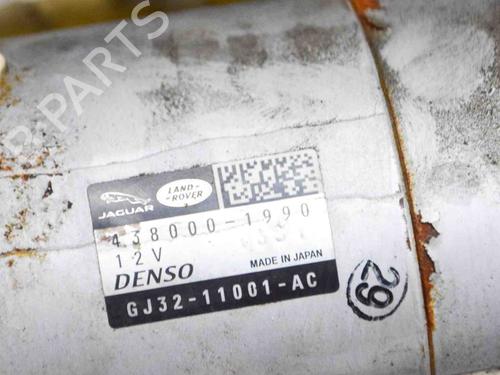 B-PARTS
JAGUAR
LAND-
ROVER
438000-1990
12V
DENSO
MADE IN JAPAN
GJ32-11001-AC
29